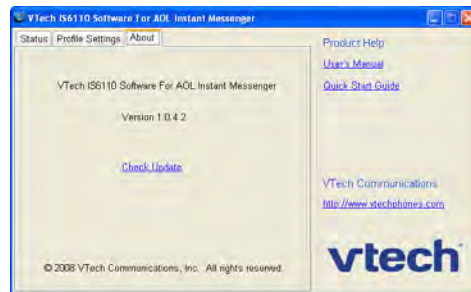 VTech IS6110 Software For AOL Instant Messenger
Status Profile Settings About
VTech IS6110 Software For AOL Instant Messenger
Version 1.0.4.2
Check Update
© 2008 VTech Communications, Inc. All rights reserved.
Product Help
User's Manual
Quick Start Guide
VTech Communications
http://www.vtechphones.com
vtech